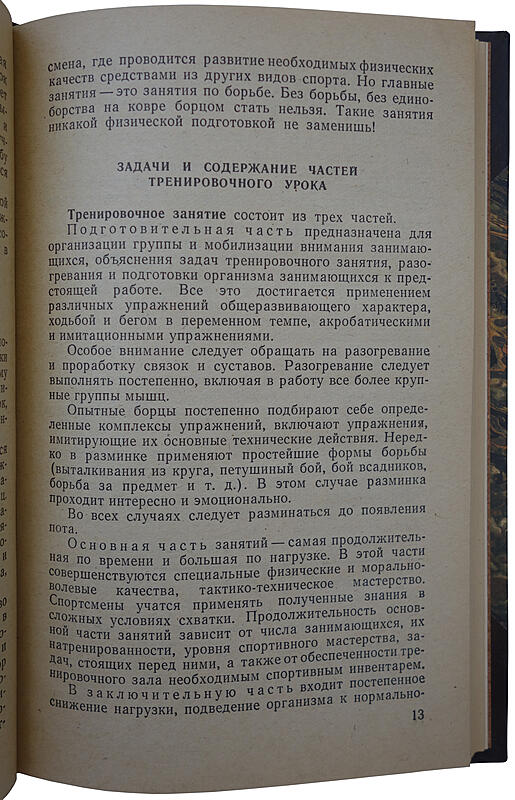 смена, где проводится развитие необходимых физических
качеств средствами из других видов спорта. Но главные
занятия — это занятия по борьбе. Без борьбы, без едино-
борства на ковре борцом стать нельзя. Такие занятия
никакой физической подготовкой не заменишь!
ЗАДАЧИ И СОДЕРЖАНИЕ ЧАСТЕЙ
ТРЕНИРОВОЧНОГО УРОКА
Тренировочное занятие состоит из трех частей.
Подготовительная часть предназначена для
организации группы и мобилизации внимания занимаю-
щихся, объяснения задач тренировочного занятия, разо-
гревания и подготовки организма занимающихся к пред-
стоящей работе. Все это достигается применением
различных упражнений общеразвивающего характера,
ходьбой и бегом в переменном темпе, акробатическими
и имитационными упражнениями.
Особое внимание следует обращать на разогревание
и проработку связок и суставов. Разогревание следует
выполнять постепенно, включая в работу все более круп-
ные группы мышц.
Опытные борцы постепенно подбирают себе опреде-
ленные комплексы упражнений, включают упражнения,
имитирующие их основные технические действия. Неред-
ко в разминке применяют простейшие формы борьбы
(выталкивания из круга, петушиный бой, бой всадников,
борьба за предмет и т. д.). В этом случае разминка
проходит интересно и эмоционально.
Во всех случаях следует разминаться до появления
пота.
Основная часть занятий — самая продолжитель-
ная по времени и большая по нагрузке. В этой части
совершенствуются специальные физические и морально-
волевые качества, тактико-техническое мастерство.
Спортсмены учатся применять полученные знания в
сложных условиях схватки. Продолжительность основ-
ной части занятий зависит от числа занимающихся, их
натренированности, уровня спортивного мастерства, за-
дач, стоящих перед ними, а также от обеспеченности тре-
нировочного зала необходимым спортивным инвентарем.
В заключительную часть входит постепенное
снижение нагрузки, подведение организма к нормально-
13